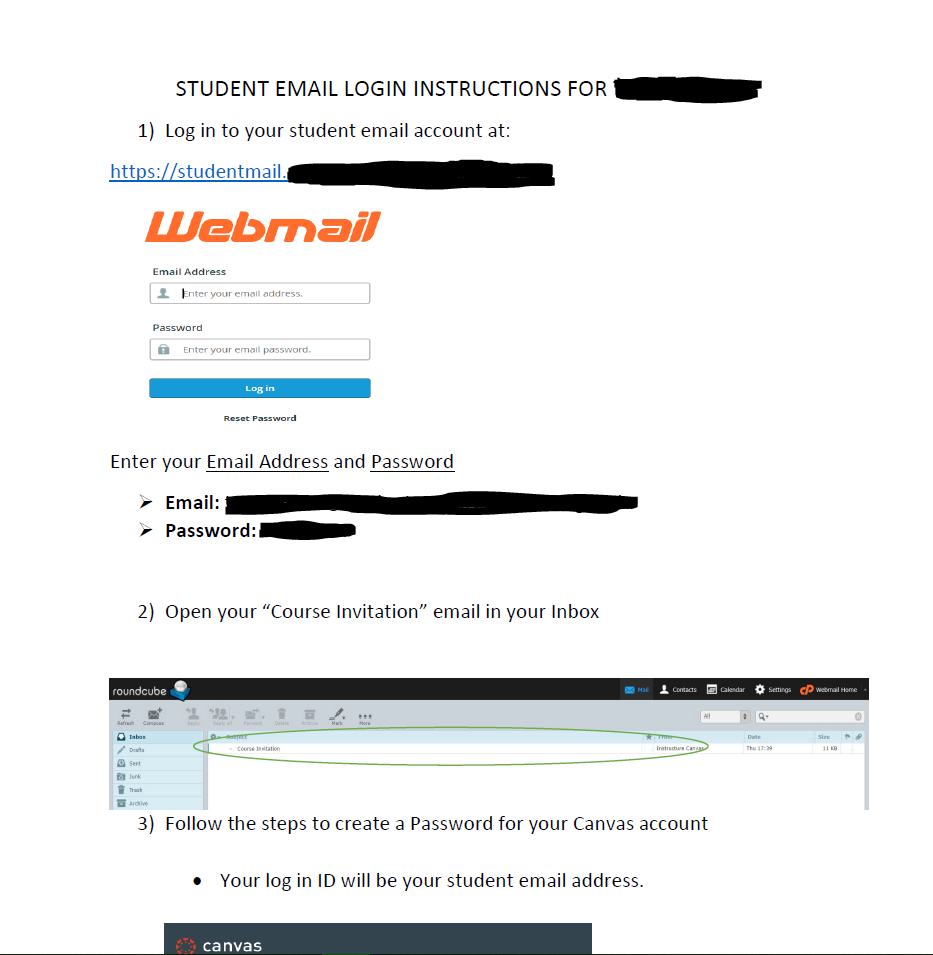 STUDENT EMAIL LOGIN INSTRUCTIONS FOR
1) Log in to your student email account at:
https://studentmail.
Webmail
Email Address
Enter your email address.
Password
Enter your email password.
Log in
Reset Password
Enter your Email Address and Password
➢ Email:
➢ Password:
2) Open your “Course Invitation” email in your Inbox
roundcube Mail Contacts Calendar Settings cP Webmail Home
Refresh Compose Reply Reply all Forward Delete Archive Mark More All
Inbox Subject From Date Size
Drafts Course Invitation Instructure Canvas Thu 17:39 11 KB
Sent
Junk
Trash
Archive
3) Follow the steps to create a Password for your Canvas account
• Your log in ID will be your student email address.
canvas